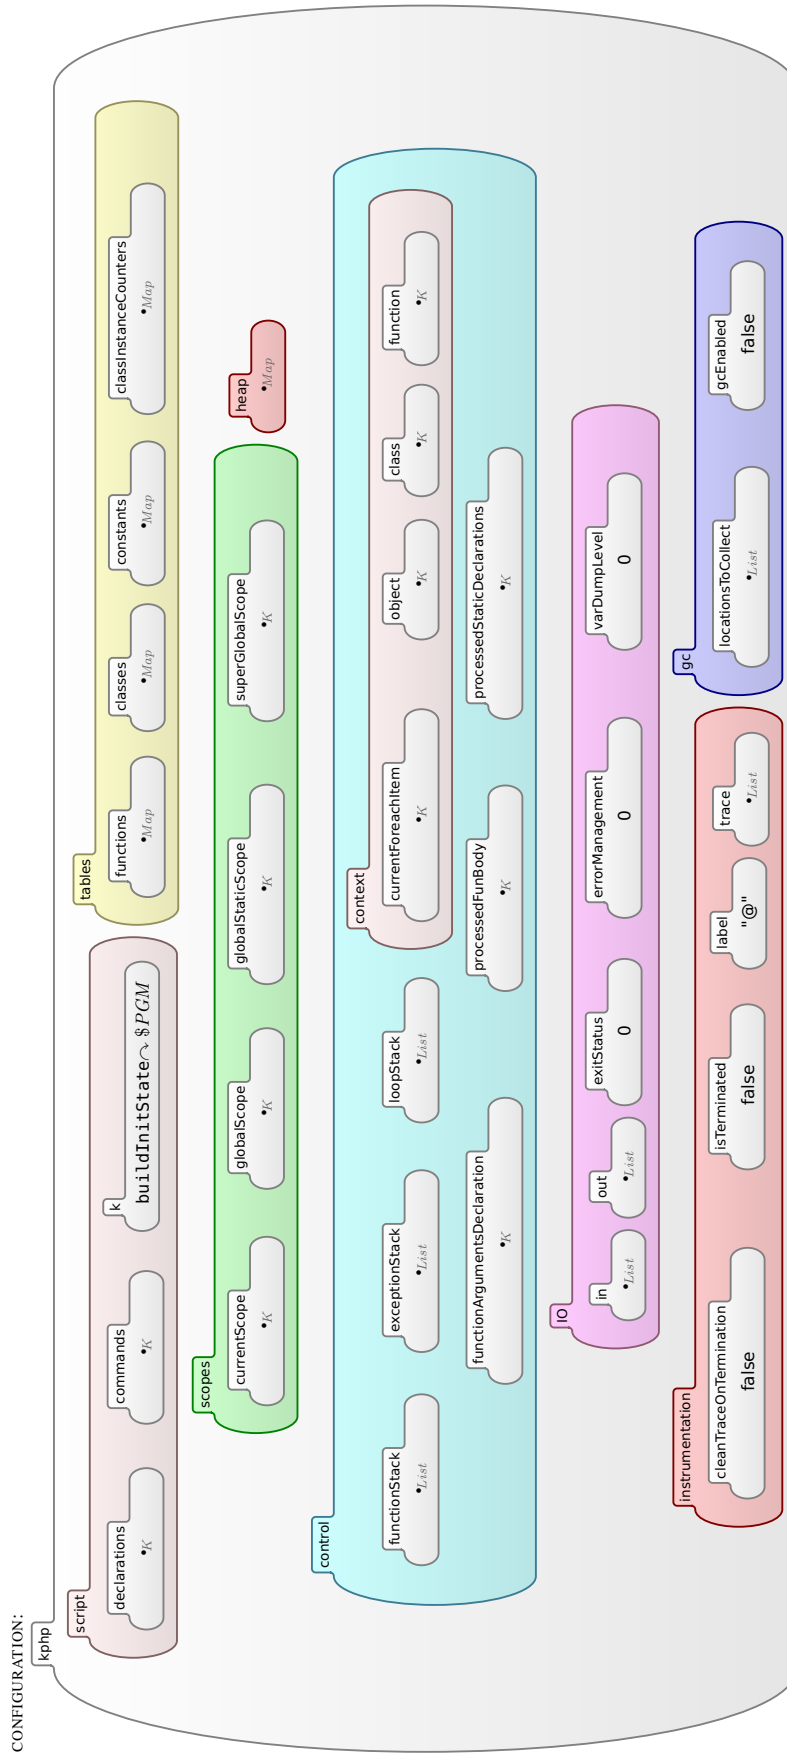 CONFIGURATION:
kphp
script
declarations
•K
commands
•K
k
buildInitState↷ $PGM
tables
functions
•Map
classes
•Map
constants
•Map
classInstanceCounters
•Map
scopes
currentScope
•K
globalScope
•K
globalStaticScope
•K
superGlobalScope
•K
heap
•Map
control
functionStack
•List
exceptionStack
•List
loopStack
•List
context
currentForeachItem
•K
object
•K
class
•K
function
•K
functionArgumentsDeclaration
•K
processedFunBody
•K
processedStaticDeclarations
•K
IO
in
•List
out
•List
exitStatus
0
errorManagement
0
varDumpLevel
0
instrumentation
cleanTraceOnTermination
false
isTerminated
false
label
"@"
trace
•List
gc
locationsToCollect
•List
gcEnabled
false